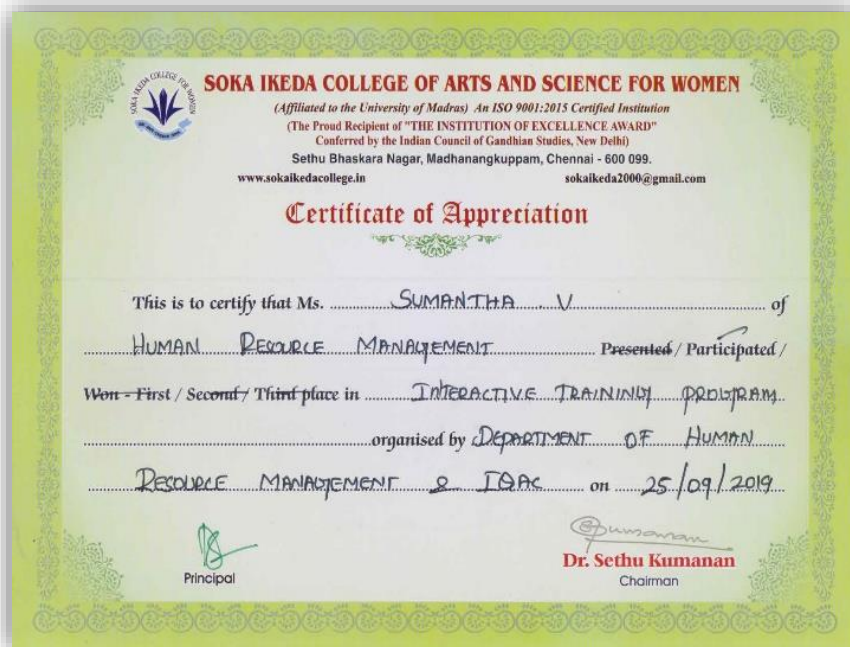 SOKA IKEDA COLLEGE OF ARTS AND SCIENCE FOR WOMEN
(Affiliated to the University of Madras) An ISO 9001:2015 Certified Institution
(The Proud Recipient of "THE INSTITUTION OF EXCELLENCE AWARD"
Conferred by the Indian Council of Gandhian Studies, New Delhi)
Sethu Bhaskara Nagar, Madhanangkuppam, Chennai - 600 099.
www.sokaikedacollege.in sokaikeda2000@gmail.com
Certificate of Appreciation
This is to certify that Ms. SUMANTHA . V of
HUMAN RESOURCE MANAGEMENT Presented / Participated /
Won - First / Second / Third place in INTERACTIVE TRAINING PROGRAM
organised by DEPARTMENT OF HUMAN
RESOURCE MANAGEMENT & IQAC on 25/09/2019
Principal
Dr. Sethu Kumanan
Chairman